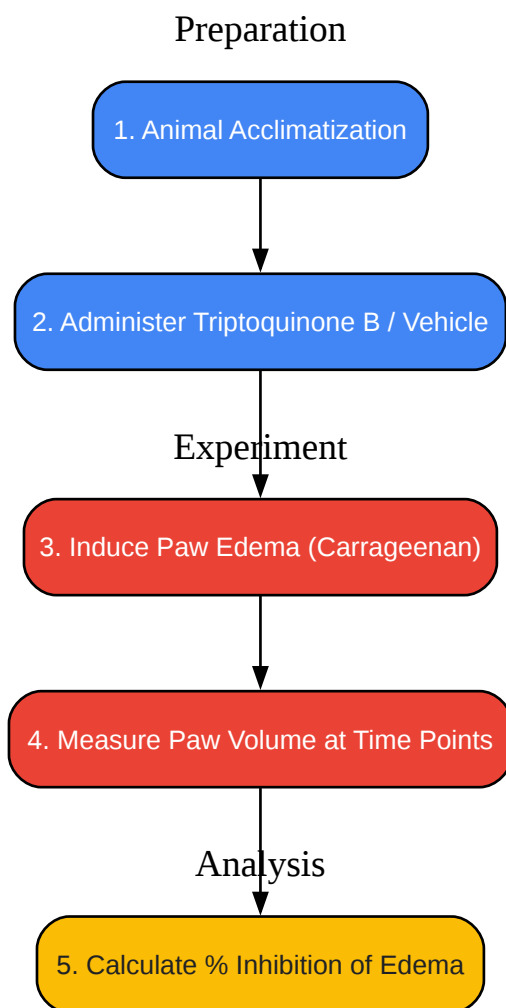 Preparation
1. Animal Acclimatization
2. Administer Triptoquinone B / Vehicle
Experiment
3. Induce Paw Edema (Carrageenan)
4. Measure Paw Volume at Time Points
Analysis
5. Calculate % Inhibition of Edema